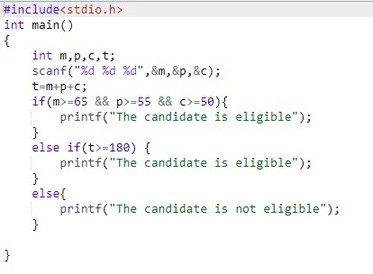 #include<stdio.h>
int main()
{
    int m,p,c,t;
    scanf("%d %d %d",&m,&p,&c);
    t=m+p+c;
    if(m>=65 && p>=55 && c>=50){
        printf("The candidate is eligible");
    }
    else if(t>=180) {
        printf("The candidate is eligible");
    }
    else{
        printf("The candidate is not eligible");
    }
}